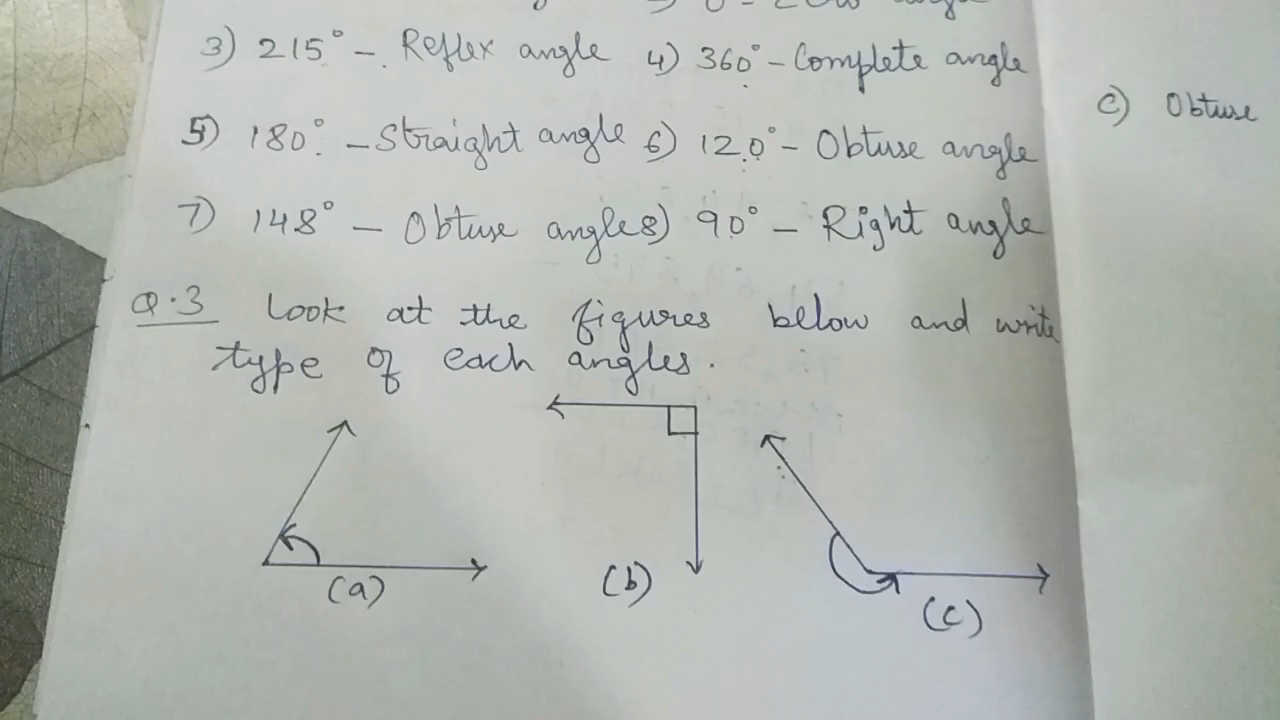 3) 215° - Reflex angle 4) 360° - Complete angle
5) 180° - Straight angle 6) 120° - Obtuse angle
7) 148° - Obtuse angle 8) 90° - Right angle
Q.3 Look at the figures below and write
type of each angles.
(a) (b) (c)
c) Obtuse